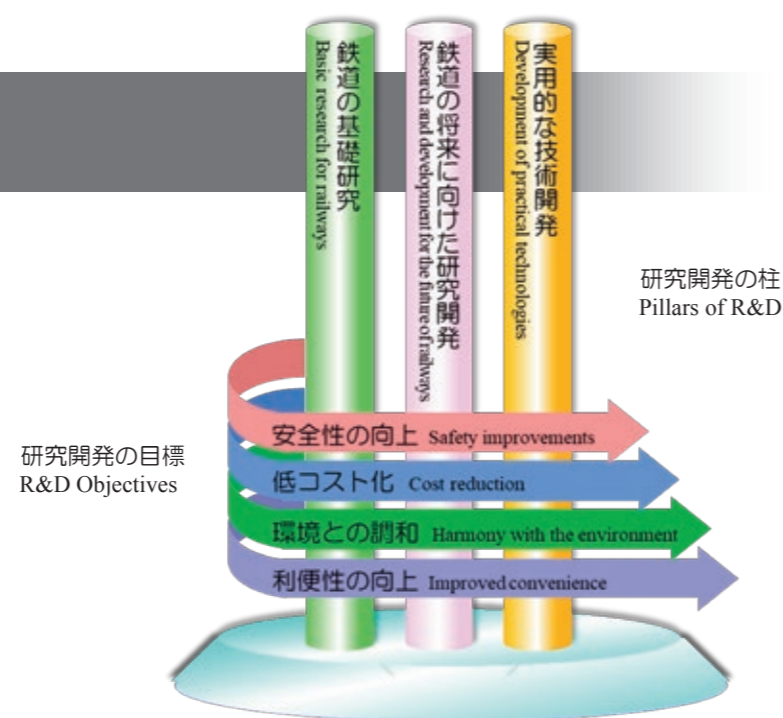 鉄道の基礎研究
Basic research for railways
鉄道の将来に向けた研究開発
Research and development for the future of railways
実用的な技術開発
Development of practical technologies
研究開発の柱
Pillars of R&D
研究開発の目標
R&D Objectives
安全性の向上 Safety improvements
低コスト化 Cost reduction
環境との調和 Harmony with the environment
利便性の向上 Improved convenience